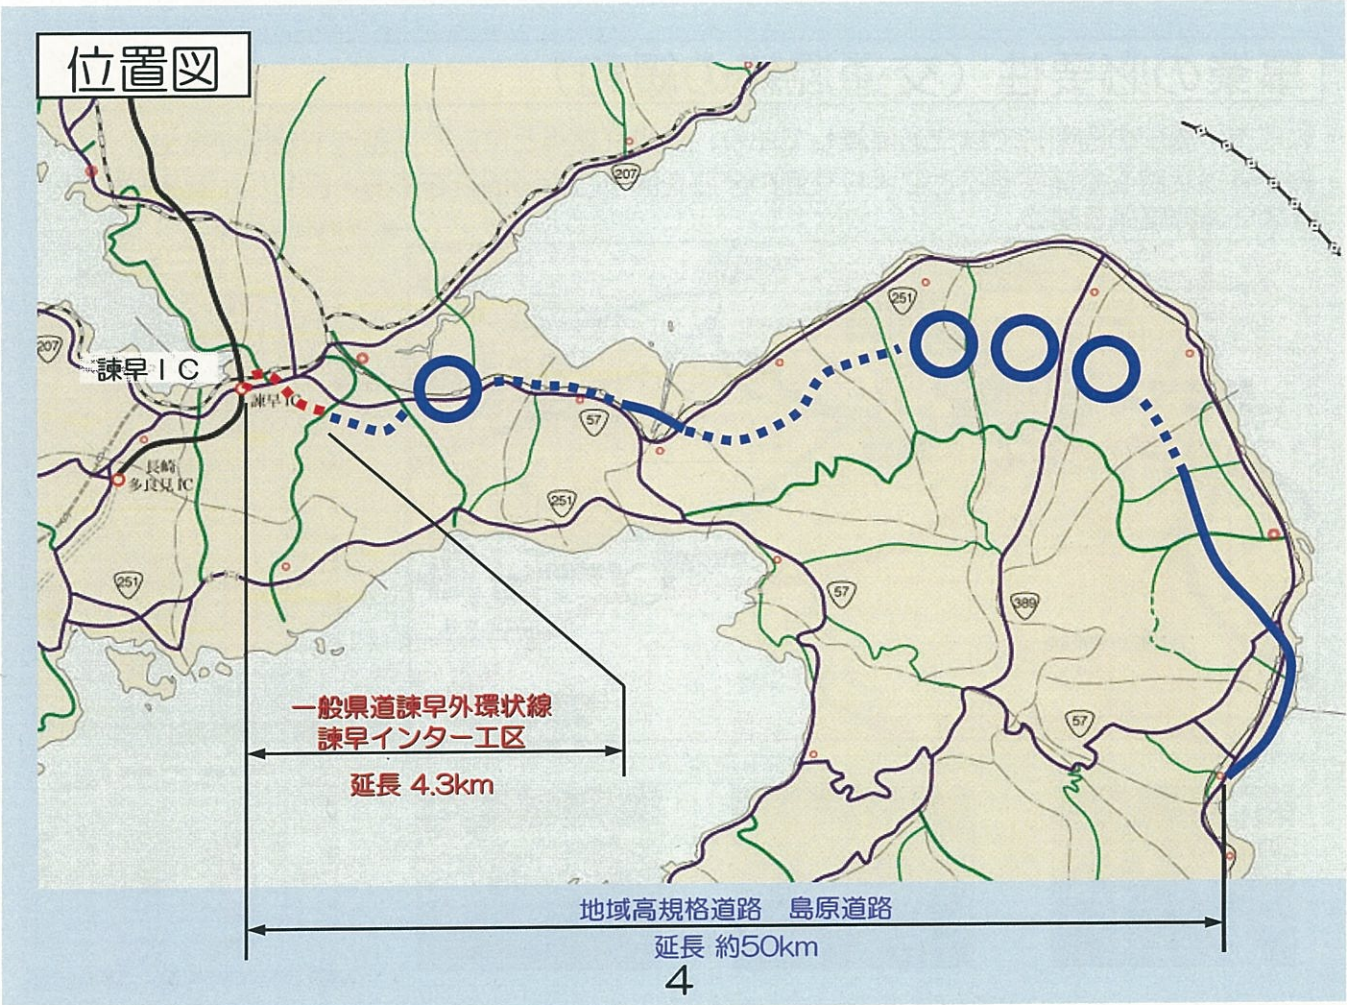 位置図
207
251
207
諫早IC
諫早IC
57
長崎
多良見IC
251
251
57
389
一般県道諫早外環状線
諫早インター工区
57
延長 4.3km
地域高規格道路 島原道路
延長 約50km
4